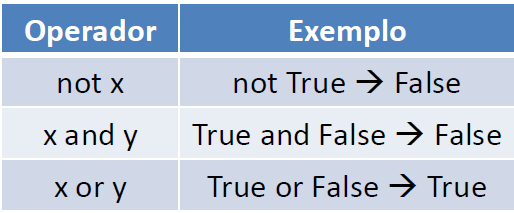 Operador Exemplo
not x not True → False
x and y True and False → False
x or y True or False → True